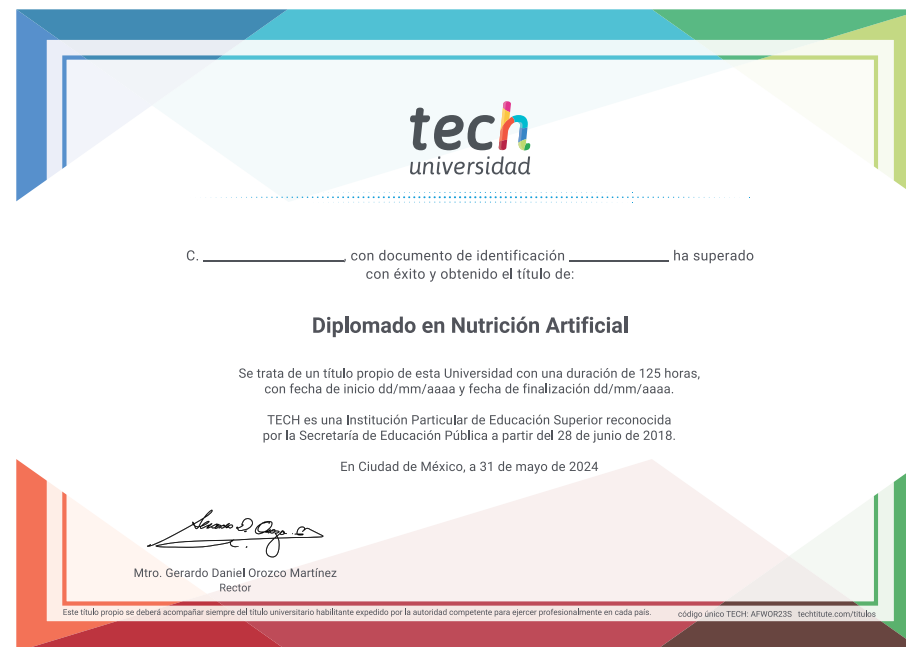 tech
universidad
C. ____________, con documento de identificación ____________ ha superado
con éxito y obtenido el título de:
Diplomado en Nutrición Artificial
Se trata de un título propio de esta Universidad con una duración de 125 horas,
con fecha de inicio dd/mm/aaaa y fecha de finalización dd/mm/aaaa.
TECH es una Institución Particular de Educación Superior reconocida
por la Secretaría de Educación Pública a partir del 28 de junio de 2018.
En Ciudad de México, a 31 de mayo de 2024
Mtro. Gerardo Daniel Orozco Martínez
Rector
Este título propio se deberá acompañar siempre del título universitario habilitante expedido por la autoridad competente para ejercer profesionalmente en cada país.
código único TECH: AFWOR23S techtitute.com/titulos